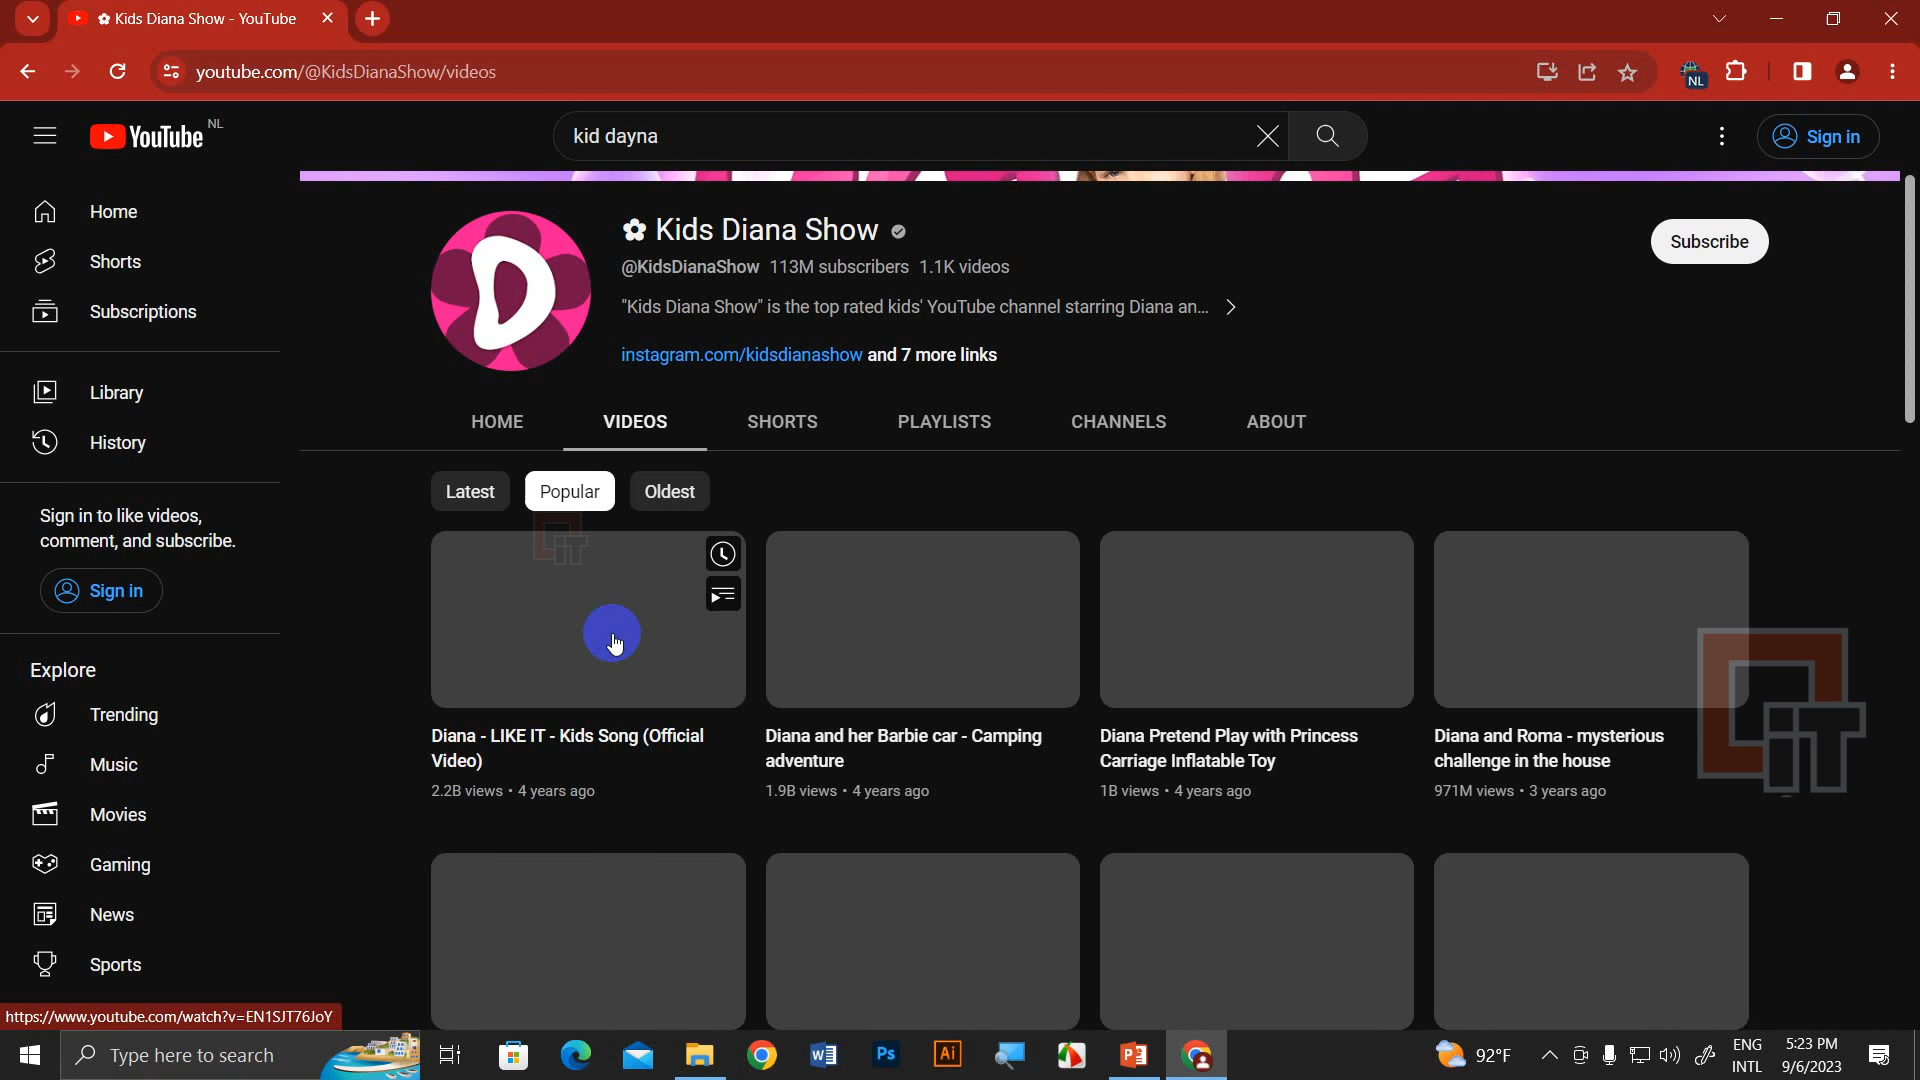 ✿ Kids Diana Show - YouTube
youtube.com/@KidsDianaShow/videos
NL
YouTube NL
kid dayna
Sign in
Home
Shorts
Subscriptions
Library
History
Sign in to like videos,
comment, and subscribe.
Sign in
Explore
Trending
Music
Movies
Gaming
News
Sports
✿ Kids Diana Show
@KidsDianaShow 113M subscribers 1.1K videos
"Kids Diana Show" is the top rated kids' YouTube channel starring Diana an...
instagram.com/kidsdianashow and 7 more links
Subscribe
HOME VIDEOS SHORTS PLAYLISTS CHANNELS ABOUT
Latest Popular Oldest
Diana - LIKE IT - Kids Song (Official
Video)
2.2B views • 4 years ago
Diana and her Barbie car - Camping
adventure
1.9B views • 4 years ago
Diana Pretend Play with Princess
Carriage Inflatable Toy
1B views • 4 years ago
Diana and Roma - mysterious
challenge in the house
971M views • 3 years ago
https://www.youtube.com/watch?v=EN1SJT76JoY
Type here to search
Ps
Ai
92°F
ENG
INTL
5:23 PM
9/6/2023